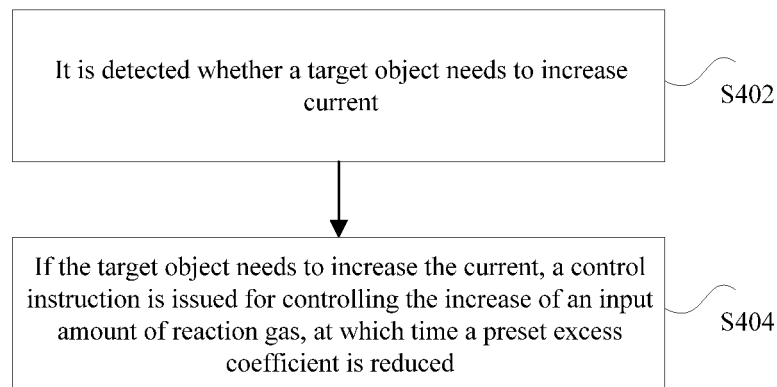 It is detected whether a target object needs to increase
current
S402
If the target object needs to increase the current, a control
instruction is issued for controlling the increase of an input
amount of reaction gas, at which time a preset excess
coefficient is reduced
S404